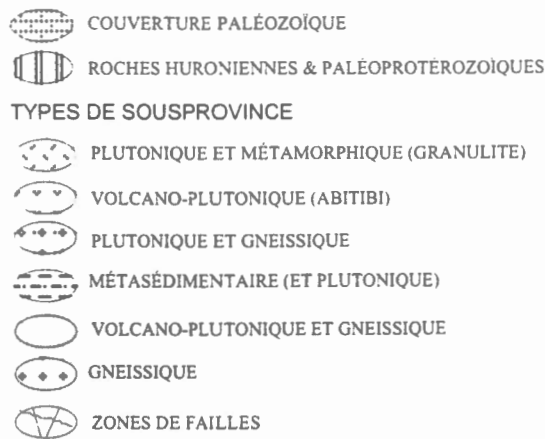 COUVERTURE PALÉOZOÏQUE
ROCHES HURONIENNES & PALÉOPROTÉROZOÏQUES
TYPES DE SOUSPROVINCE
PLUTONIQUE ET MÉTAMORPHIQUE (GRANULITE)
VOLCANO-PLUTONIQUE (ABITIBI)
PLUTONIQUE ET GNEISSIQUE
MÉTASÉDIMENTAIRE (ET PLUTONIQUE)
VOLCANO-PLUTONIQUE ET GNEISSIQUE
GNEISSIQUE
ZONES DE FAILLES